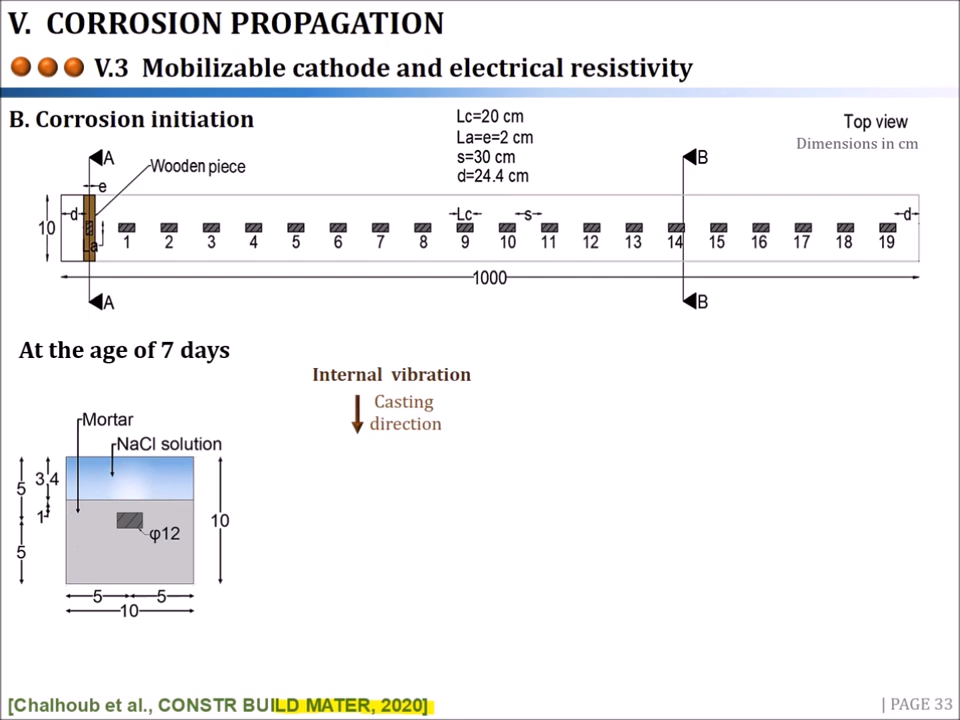 V. CORROSION PROPAGATION
V.3 Mobilizable cathode and electrical resistivity
B. Corrosion initiation
Lc=20 cm
La=e=2 cm
s=30 cm
d=24.4 cm
Top view
Dimensions in cm
A
Wooden piece
B
e
d
10
La
Lc
s
d
1 2 3 4 5 6 7 8 9 10 11 12 13 14 15 16 17 18 19
1000
A
B
At the age of 7 days
Internal vibration
Casting
direction
Mortar
NaCl solution
5
3,4
1
φ12
10
5
5 5
10
[Chalhoub et al., CONSTR BUILD MATER, 2020]
| PAGE 33